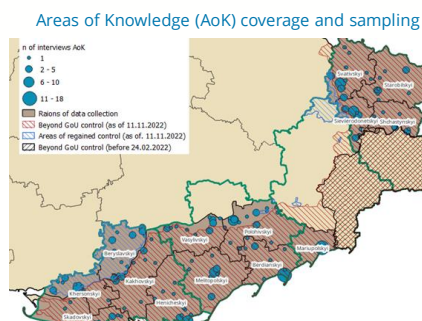 Areas of Knowledge (AoK) coverage and sampling
n of interviews AoK
1
2 - 5
6 - 10
11 - 18
Raions of data collection
Beyond GoU control (as of 11.11.2022)
Areas of regained control (as of. 11.11.2022)
Beyond GoU control (before 24.02.2022)
Svativskyi
Starobilskyi
Sievierodonetskyi
Shchastynskyi
Polohivskyi
Vasylivskyi
Mariupolskyi
Beryslavskyi
Berdianskyi
Melitopolskyi
Kakhovskyi
Khersonskyi
Henicheskyi
Skadovskyi